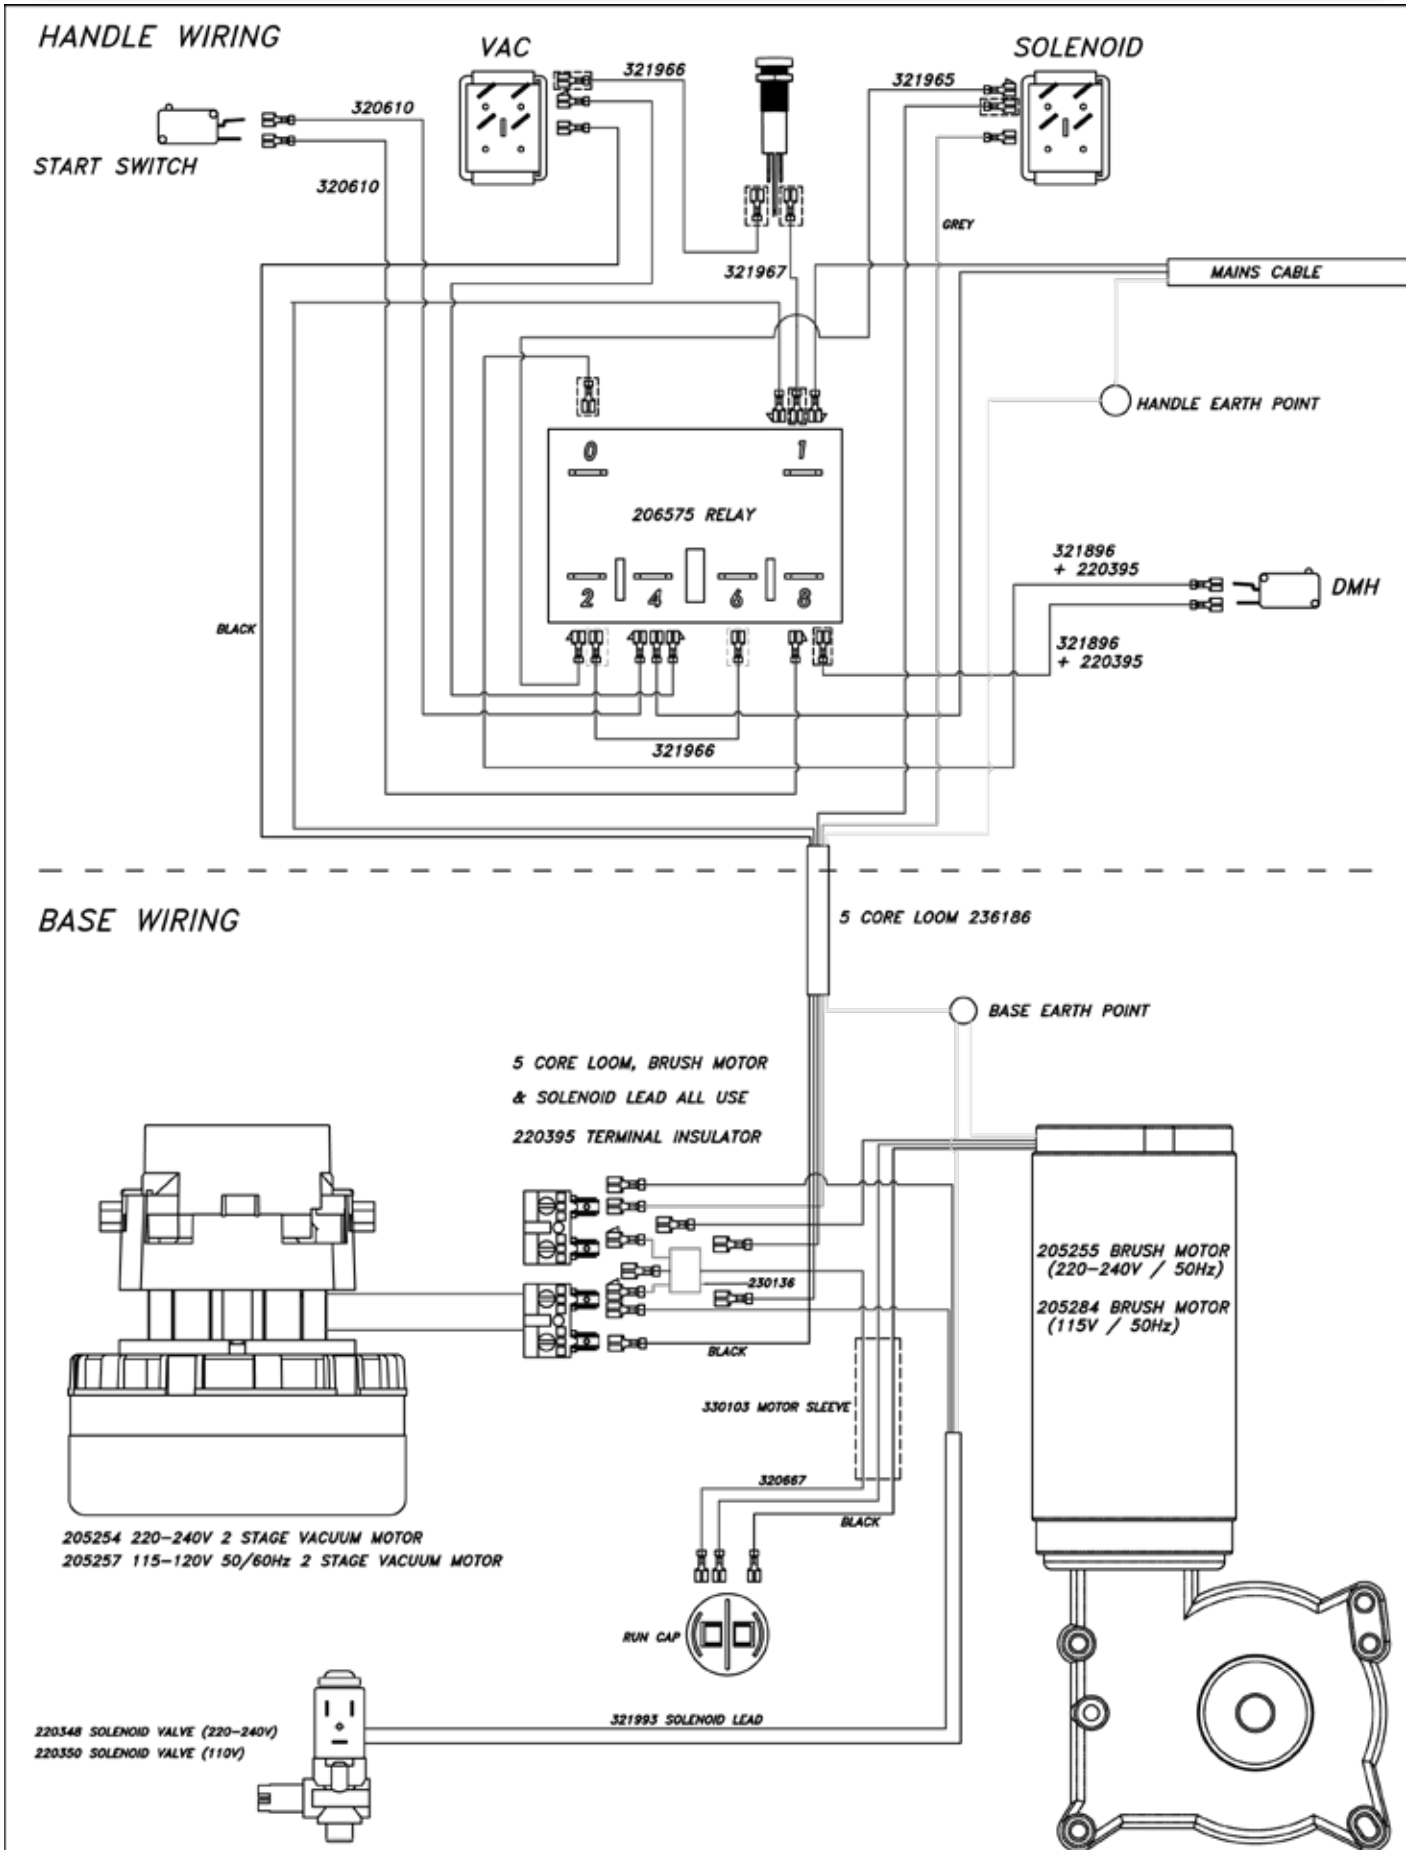 HANDLE WIRING
VAC
SOLENOID
321966
321965
320610
START SWITCH
320610
GREY
321967
MAINS CABLE
HANDLE EARTH POINT
0
1
206575 RELAY
321896
+ 220395
DMH
2
4
6
8
BLACK
321896
+ 220395
321966
5 CORE LOOM 236186
BASE WIRING
BASE EARTH POINT
5 CORE LOOM, BRUSH MOTOR
& SOLENOID LEAD ALL USE
220395 TERMINAL INSULATOR
205255 BRUSH MOTOR
(220-240V / 50Hz)
230136
205284 BRUSH MOTOR
(115V / 50Hz)
BLACK
330103 MOTOR SLEEVE
320667
BLACK
205254 220-240V 2 STAGE VACUUM MOTOR
205257 115-120V 50/60Hz 2 STAGE VACUUM MOTOR
RUN CAP
321993 SOLENOID LEAD
220348 SOLENOID VALVE (220-240V)
220350 SOLENOID VALVE (110V)